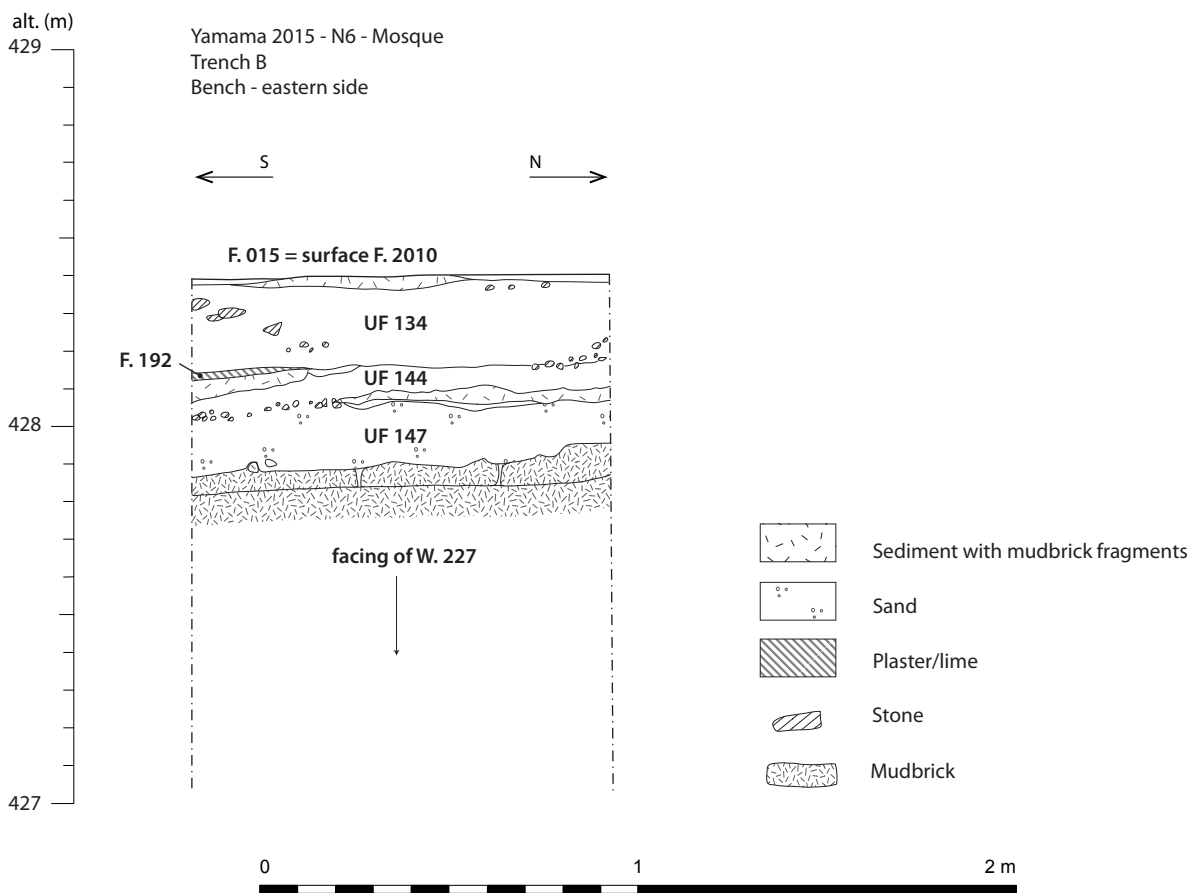 alt. (m)
429
Yamama 2015 - N6 - Mosque
Trench B
Bench - eastern side
S
N
F. 015 = surface F. 2010
UF 134
F. 192
UF 144
428
UF 147
facing of W. 227
Sediment with mudbrick fragments
Sand
Plaster/lime
Stone
Mudbrick
427
0 1 2 m